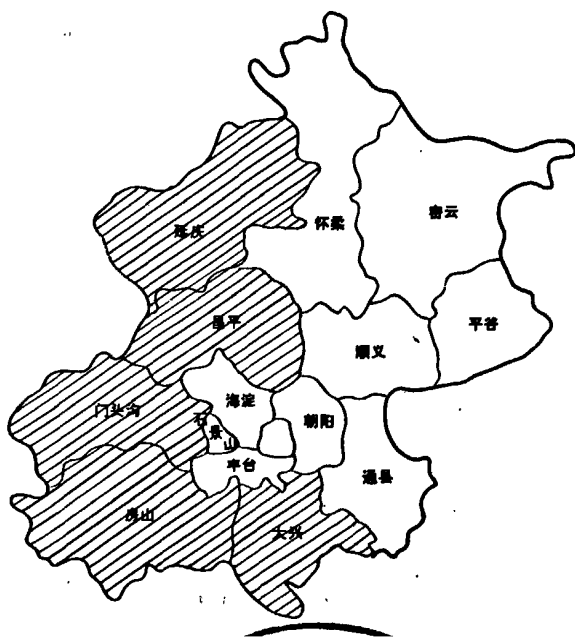 怀柔
密云
延庆
昌平
顺义
平谷
海淀
门头沟
石景山
朝阳
丰台
通县
房山
大兴